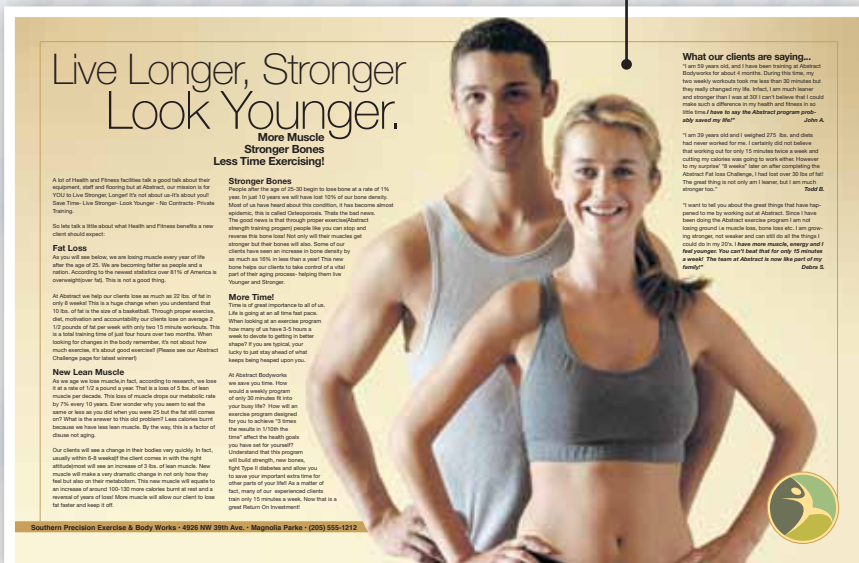 Live Longer, Stronger
Look Younger.
More Muscle
Stronger Bones
Less Time Exercising!
A lot of Health and Fitness facilities talk a good talk about their
equipment, staff and flooring but at Abstract, our mission is for
YOU to Live Stronger, Longer! It's not about us-it's about you!!
Save Time- Live Stronger- Look Younger - No Contracts- Private
Training.
So lets talk a little about what Health and Fitness benefits a new
client should expect:
Fat Loss
As you will see below, we are losing muscle every year of life
after the age of 25. We are becoming fatter as people and a
nation. According to the newest statistics over 81% of America is
overweight(over fat). This is not a good thing.
At Abstract we help our clients lose as much as 22 lbs. of fat in
only 8 weeks! This is a huge change when you understand that
10 lbs. of fat is the size of a basketball. Through proper exercise,
diet, motivation and accountability our clients loss on average 2
1/2 pounds of fat per week with only two 15 minute workouts. This
is a total training time of just four hours over two months. When
looking for changes in the body remember, it's not about how
much exercise, it's about good exercise!! (Please see our Abstract
Challenge page for latest winner!)
New Lean Muscle
As we age we lose muscle,in fact, according to research, we lose
it at a rate of 1/2 a pound a year. That is a loss of 5 lbs. of lean
muscle per decade. This loss of muscle drops our metabolic rate
by 7% every 10 years. Ever wonder why you seem to eat the
same or less as you did when you were 25 but the fat still comes
on? What is the answer to this old problem? Less calories burnt
because we have less lean muscle. By the way, this is a factor of
disuse not aging.
Our clients will see a change in their bodies very quickly. In fact,
usually within 6-8 weeks(if the client comes in with the right
attitude)most will see an increase of 3 lbs. of lean muscle. New
muscle will make a very dramatic change in not only how they
feel but also on their metabolism. This new muscle will equate to
an increase of around 100-130 more calories burnt at rest and a
reversal of years of loss! More muscle will allow our client to lose
fat faster and keep it off.
Stronger Bones
People after the age of 25-30 begin to lose bone at a rate of 1%
year. In just 10 years we will have lost 10% of our bone density.
Most of us have heard about this condition, it has become almost
epidemic, this is called Osteoporosis. Thats the bad news.
The good news is that through proper exercise(Abstract
strength training progam) people like you can stop and
reverse this bone loss! Not only will their muscles get
stronger but their bones will also. Some of our
clients have seen an increase in bone density by
as much as 16% in less than a year! This new
bone helps our clients to take control of a vital
part of their aging process- helping them live
Younger and Stronger.
More Time!
Time is of great importance to all of us.
Life is going at an all time fast pace.
When looking at an exercise program
how many of us have 3-5 hours a
week to devote to getting in better
shape? If you are typical, your
lucky to just stay ahead of what
keeps being heaped upon you.
At Abstract Bodyworks
we save you time. How
would a weekly program
of only 30 minutes fit into
your busy life? How will an
exercise program designed
for you to achieve "3 times
the results in 1/10th the
time" affect the health goals
you have set for yourself?
Understand that this program
will build strength, new bones,
fight Type II diabetes and allow you
to save your important extra time for
other parts of your life!! As a matter of
fact, many of our experienced clients
train only 15 minutes a week. Now that is a
great Return On Investment!
What our clients are saying...
"I am 59 years old, and I have been training at Abstract
Bodyworks for about 4 months. During this time, my
two weekly workouts took me less than 30 minutes but
they really changed my life. Infact, I am much leaner
and stronger than I was at 30! I can't believe that I could
make such a difference in my health and fitness in so
little time.I have to say the Abstract program prob-
ably saved my life!" John A.
"I am 39 years old and I weighed 275 lbs. and diets
had never worked for me. I certainly did not believe
that working out for only 15 minutes twice a week and
cutting my calories was going to work either. However
to my surprise' "8 weeks" later on after completing the
Abstract Fat loss Challenge, I had lost over 30 lbs of fat!
The great thing is not only am I leaner, but I am much
stronger too." Todd B.
"I want to tell you about the great things that have hap-
pened to me by working out at Abstract. Since I have
been doing the Abstract exercise program I am not
losing ground i.e muscle loss, bone loss etc. I am grow-
ing stronger, not weaker and can still do all the things I
could do in my 20's. I have more muscle, energy and I
feel younger. You can't beat that for only 15 minutes
a week! The team at Abstract is now like part of my
family!" Debra S.
Southern Precision Exercise & Body Works • 4926 NW 39th Ave. • Magnolia Parke • (205) 555-1212